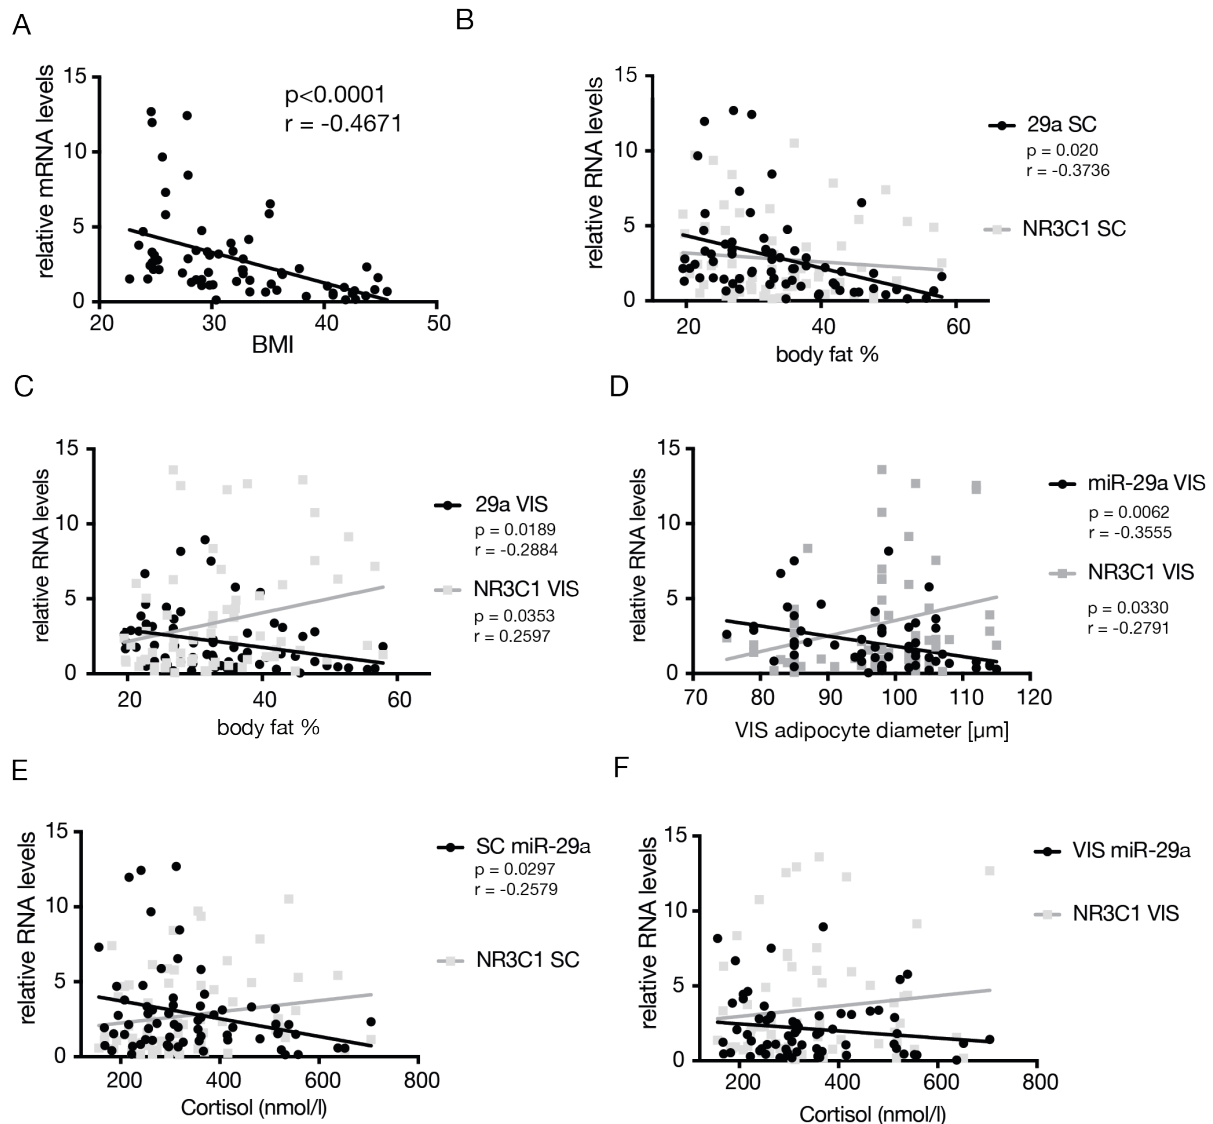 A
relative mRNA levels
15
10
5
0
20
30
40
50
BMI
p<0.0001
r = -0.4671
B
relative RNA levels
15
10
5
0
20
40
60
body fat %
29a SC
p = 0.020
r = -0.3736
NR3C1 SC
C
relative RNA levels
15
10
5
0
20
40
60
body fat %
29a VIS
p = 0.0189
r = -0.2884
NR3C1 VIS
p = 0.0353
r = 0.2597
D
relative RNA levels
15
10
5
0
70
80
90
100
110
120
VIS adipocyte diameter [µm]
miR-29a VIS
p = 0.0062
r = -0.3555
NR3C1 VIS
p = 0.0330
r = -0.2791
E
relative RNA levels
15
10
5
0
200
400
600
800
Cortisol (nmol/l)
SC miR-29a
p = 0.0297
r = -0.2579
NR3C1 SC
F
relative RNA levels
15
10
5
0
200
400
600
800
Cortisol (nmol/l)
VIS miR-29a
NR3C1 VIS